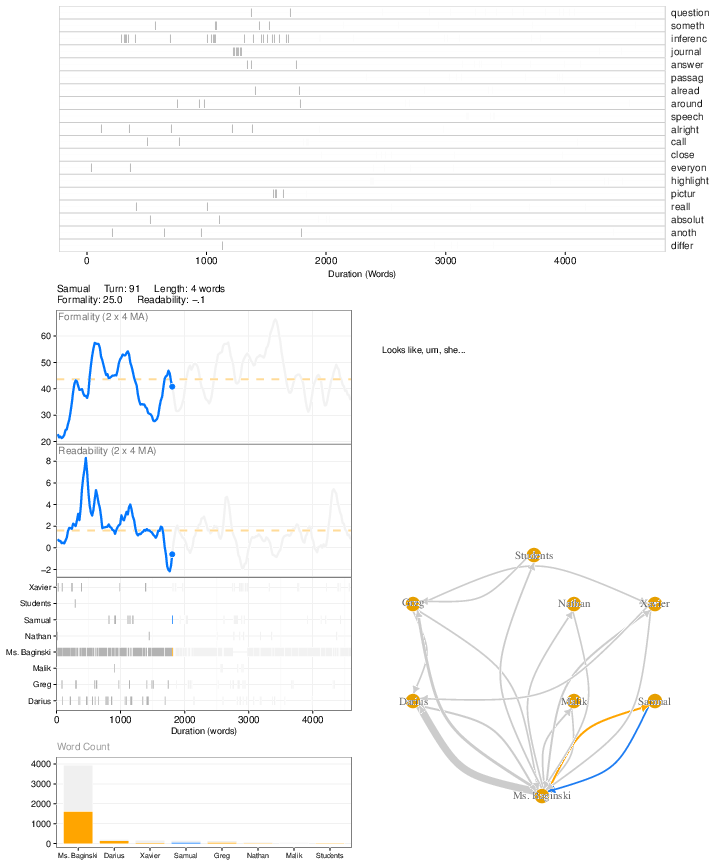 question
someth
inferenc
journal
answer
passag
alread
around
speech
alright
call
close
everyon
highlight
pictur
reall
absolut
anoth
differ
0 1000 2000 3000 4000
Duration (Words)
Samual Turn: 91 Length: 4 words
Formality: 25.0 Readability: −.1
Formality (2 x 4 MA)
60
50
40
30
20
Looks like, um, she...
Readability (2 x 4 MA)
8
6
4
2
0
−2
Xavier
Students
Samual
Nathan
Ms. Baginski
Malik
Greg
Darius
0 1000 2000 3000 4000
Duration (words)
Students
Greg Nathan Xavier
Darius Malik Samual
Ms. Baginski
Word Count
4000
3000
2000
1000
0
Ms. Baginski Darius Xavier Samual Greg Nathan Malik Students